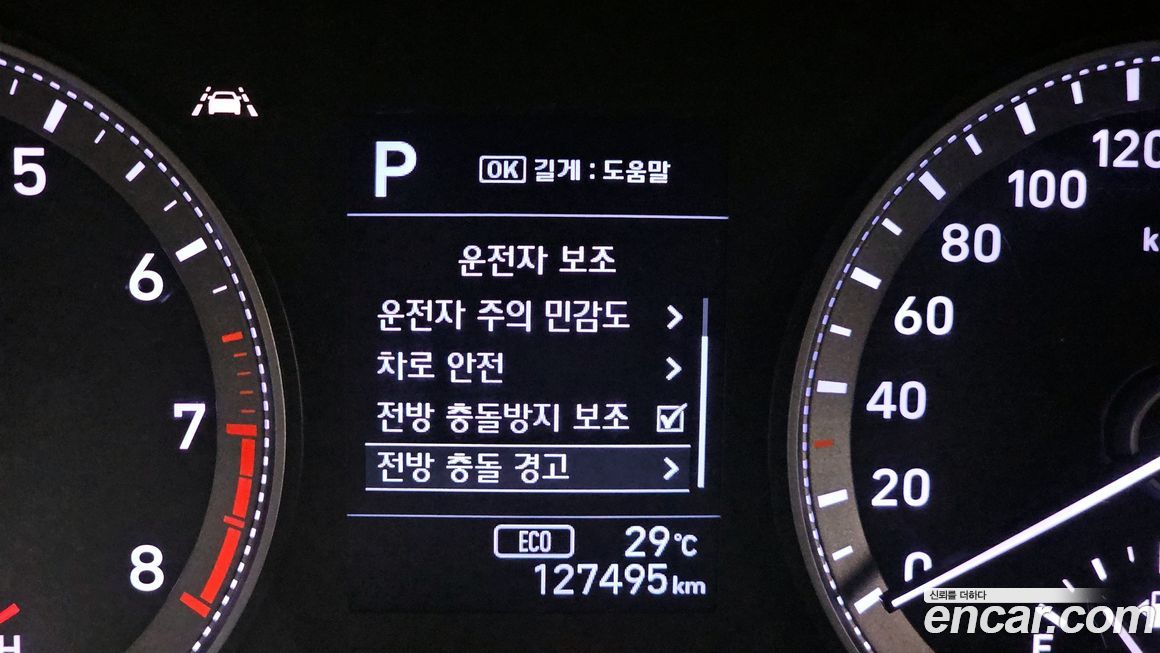 5
6
7
8
H
P
OK 길게 : 도움말
운전자 보조
운전자 주의 민감도
차로 안전
전방 충돌방지 보조
전방 충돌 경고
ECO 29℃
127495 km
120
100
80
60
40
20
0
E
신뢰를 더하다
encar.com